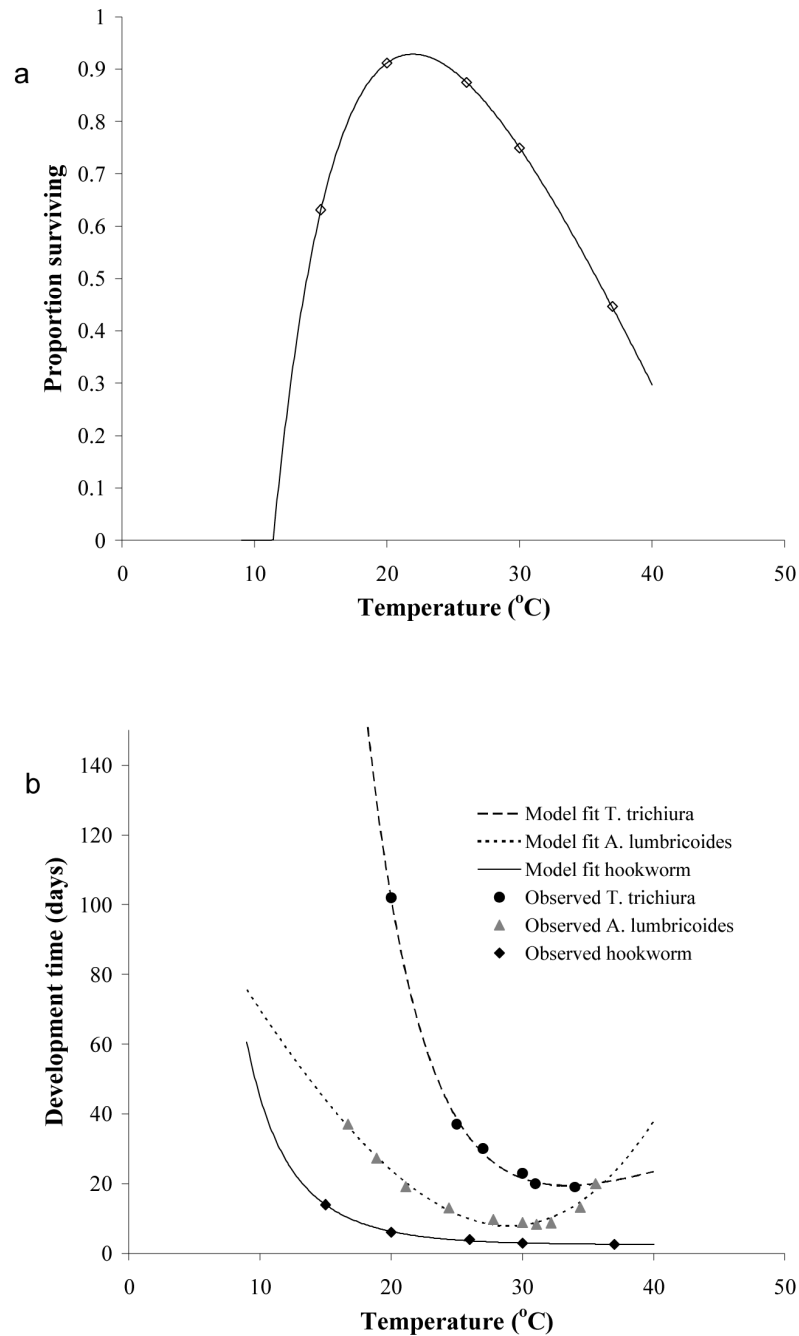 a
Proportion surviving
1
0.9
0.8
0.7
0.6
0.5
0.4
0.3
0.2
0.1
0
0 10 20 30 40 50
Temperature (°C)
b
Development time (days)
140
120
100
80
60
40
20
0
Model fit T. trichiura
Model fit A. lumbricoides
Model fit hookworm
Observed T. trichiura
Observed A. lumbricoides
Observed hookworm
0 10 20 30 40 50
Temperature (°C)